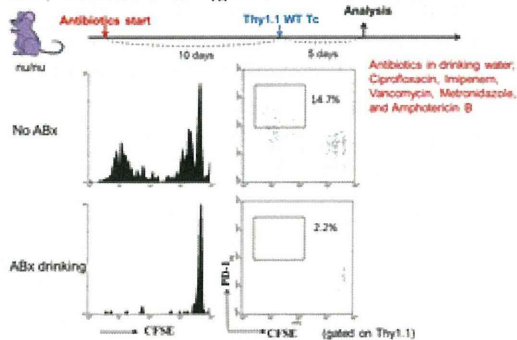 Analysis
Antibiotics start
Thy1.1 WT Tc
nu/nu
10 days
5 days
Antibiotics in drinking water;
Ciprofloxacin, Imipenem,
Vancomycin, Metronidazole,
and Amphotericin B
No ABx
14.7%
ABx drinking
2.2%
PD-1
CFSE
CFSE
(gated on Thy1.1)